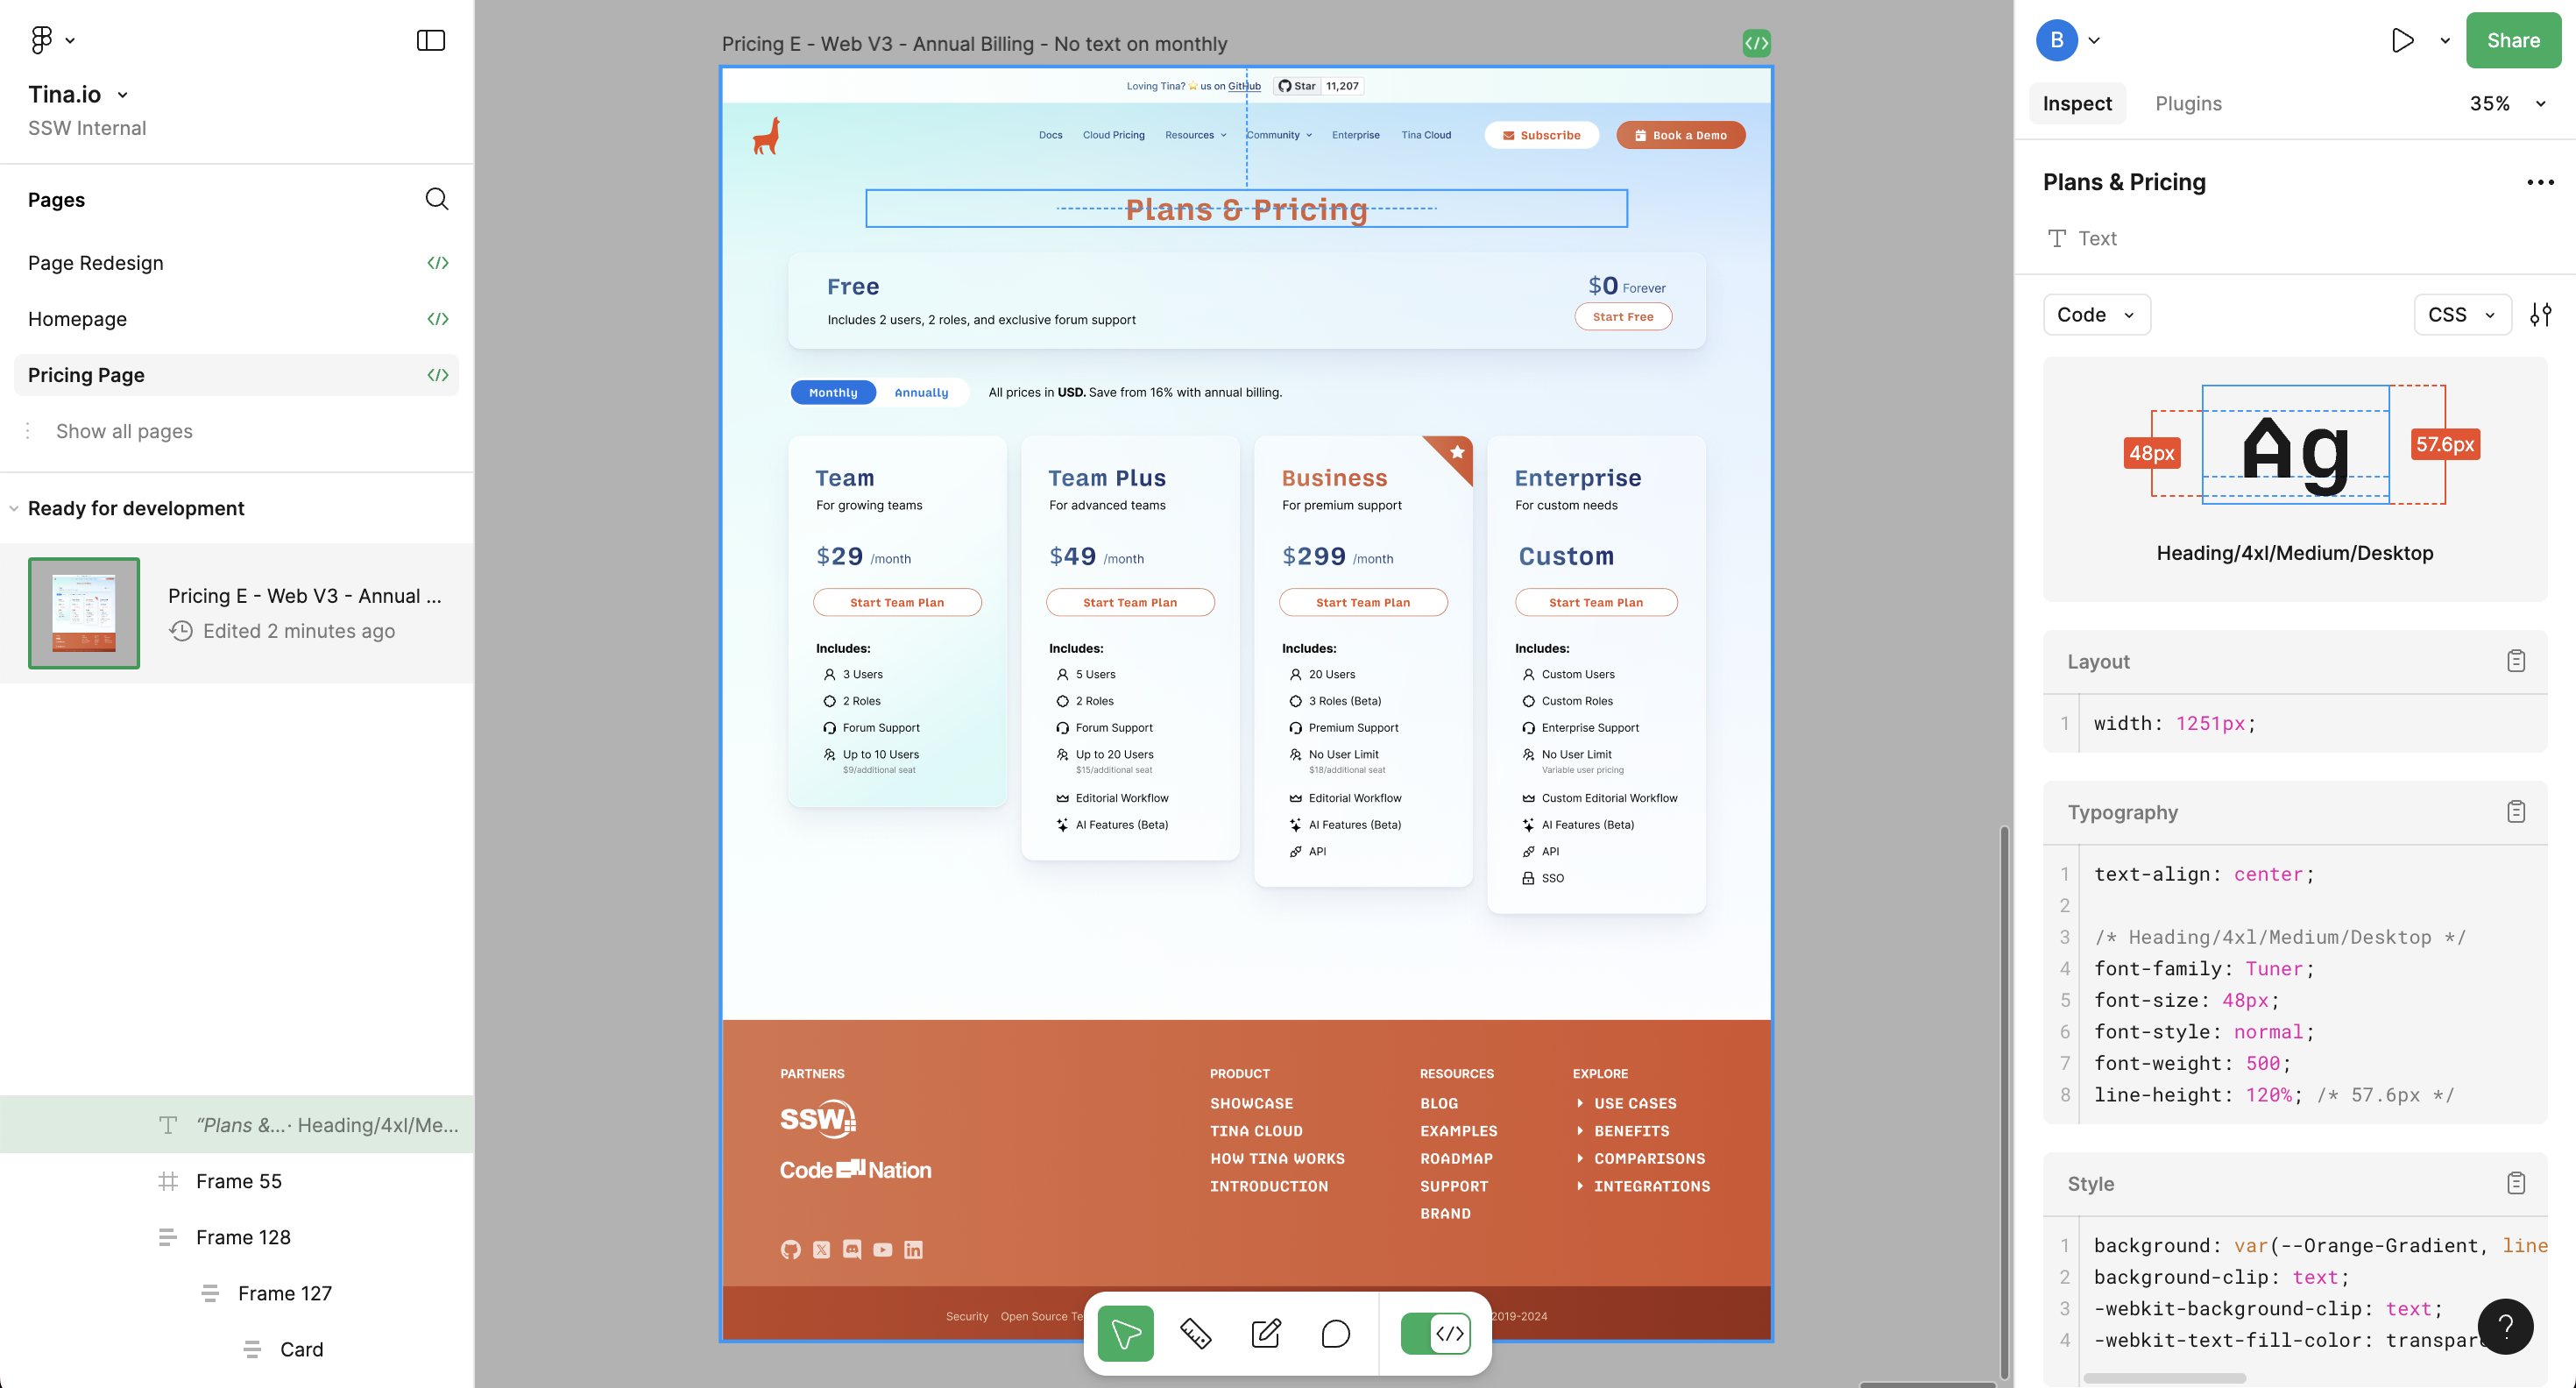 Tina.io
SSW Internal
Pages
Page Redesign
Homepage
Pricing Page
Show all pages
Ready for development
Pricing E - Web V3 - Annual ...
Edited 2 minutes ago
“Plans &...· Heading/4xl/Me...
Frame 55
Frame 128
Frame 127
Card
Pricing E - Web V3 - Annual Billing - No text on monthly
Loving Tina? ⭐ us on GitHub Star 11,207
Docs Cloud Pricing Resources Community Enterprise Tina Cloud Subscribe Book a Demo
Plans & Pricing
Free
Includes 2 users, 2 roles, and exclusive forum support
$0 Forever
Start Free
Monthly Annually All prices in USD. Save from 16% with annual billing.
Team
For growing teams
$29 /month
Start Team Plan
Includes:
3 Users
2 Roles
Forum Support
Up to 10 Users
$9/additional seat
Team Plus
For advanced teams
$49 /month
Start Team Plan
Includes:
5 Users
2 Roles
Forum Support
Up to 20 Users
$15/additional seat
Editorial Workflow
AI Features (Beta)
Business
For premium support
$299 /month
Start Team Plan
Includes:
20 Users
3 Roles (Beta)
Premium Support
No User Limit
$18/additional seat
Editorial Workflow
AI Features (Beta)
API
Enterprise
For custom needs
Custom
Start Team Plan
Includes:
Custom Users
Custom Roles
Enterprise Support
No User Limit
Variable user pricing
Custom Editorial Workflow
AI Features (Beta)
API
SSO
PARTNERS
SSW
Code Nation
PRODUCT
SHOWCASE
TINA CLOUD
HOW TINA WORKS
INTRODUCTION
RESOURCES
BLOG
EXAMPLES
ROADMAP
SUPPORT
BRAND
EXPLORE
USE CASES
BENEFITS
COMPARISONS
INTEGRATIONS
Security Open Source Te
2019-2024
B
Share
Inspect Plugins 35%
Plans & Pricing
Text
Code CSS
48px
Ag
57.6px
Heading/4xl/Medium/Desktop
Layout
1 width: 1251px;
Typography
1 text-align: center;
2
3 /* Heading/4xl/Medium/Desktop */
4 font-family: Tuner;
5 font-size: 48px;
6 font-style: normal;
7 font-weight: 500;
8 line-height: 120%; /* 57.6px */
Style
1 background: var(--Orange-Gradient, line
2 background-clip: text;
3 -webkit-background-clip: text;
4 -webkit-text-fill-color: transpar
?